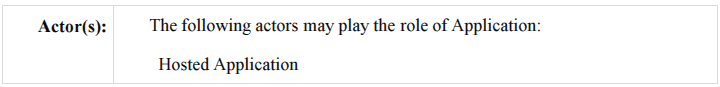 Actor(s): The following actors may play the role of Application:
Hosted Application